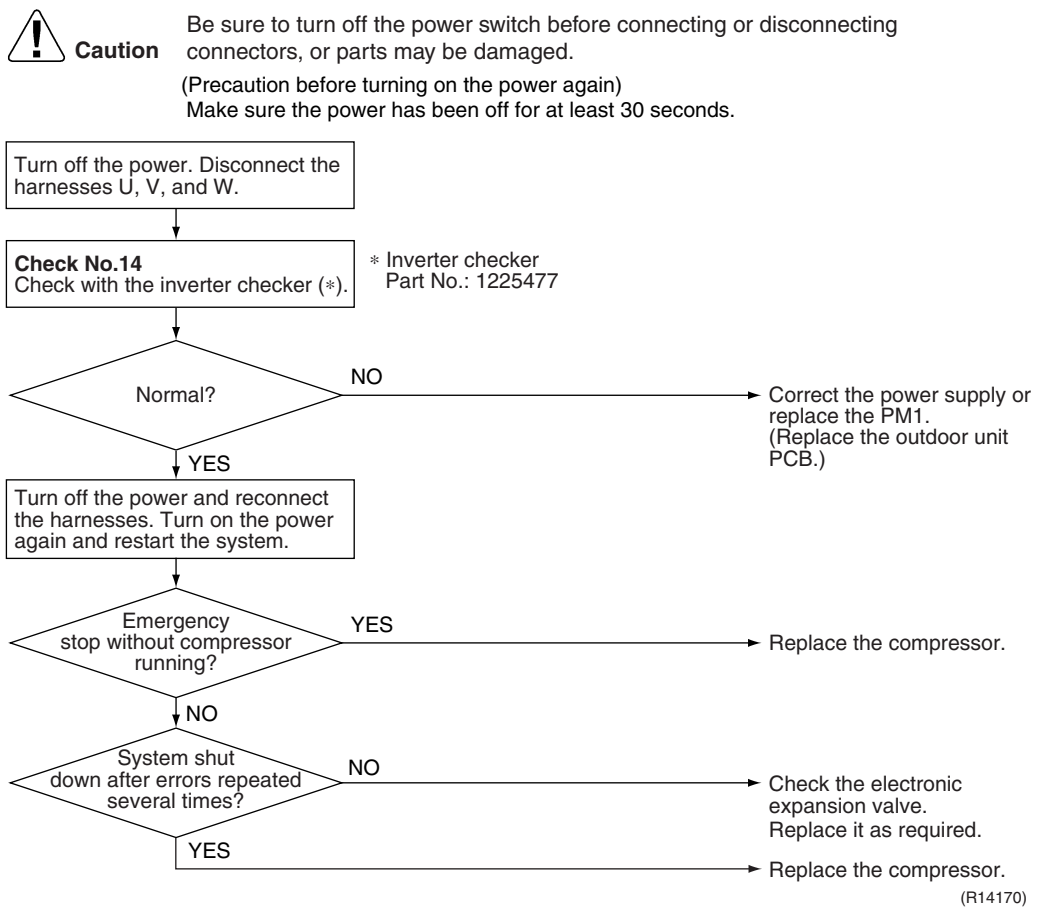 Caution
Be sure to turn off the power switch before connecting or disconnecting
connectors, or parts may be damaged.
(Precaution before turning on the power again)
Make sure the power has been off for at least 30 seconds.
Turn off the power. Disconnect the
harnesses U, V, and W.
Check No.14
Check with the inverter checker (*).
* Inverter checker
Part No.: 1225477
Normal?
NO
Correct the power supply or
replace the PM1.
(Replace the outdoor unit
PCB.)
YES
Turn off the power and reconnect
the harnesses. Turn on the power
again and restart the system.
Emergency
stop without compressor
running?
YES
Replace the compressor.
NO
System shut
down after errors repeated
several times?
NO
Check the electronic
expansion valve.
Replace it as required.
YES
Replace the compressor.
(R14170)